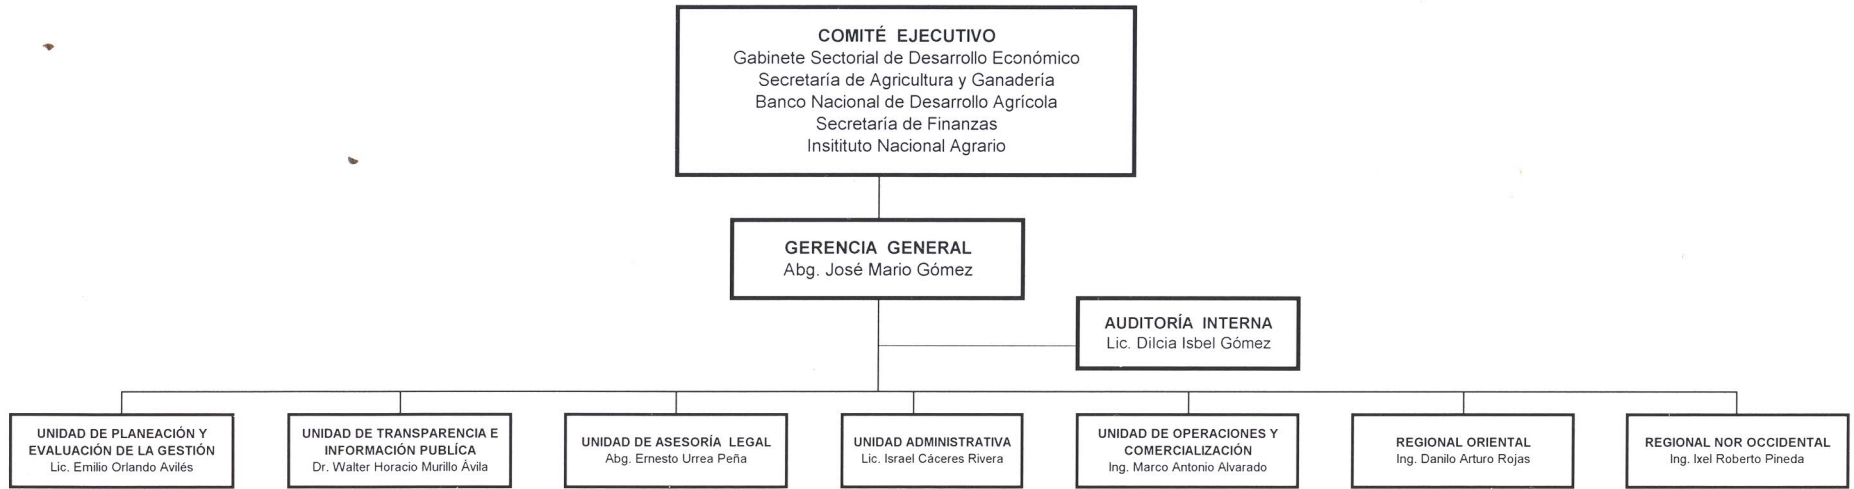 COMITÉ EJECUTIVO
Gabinete Sectorial de Desarrollo Económico
Secretaría de Agricultura y Ganadería
Banco Nacional de Desarrollo Agrícola
Secretaría de Finanzas
Insitituto Nacional Agrario
GERENCIA GENERAL
Abg. José Mario Gómez
AUDITORÍA INTERNA
Lic. Dilcia Isbel Gómez
UNIDAD DE PLANEACIÓN Y
EVALUACIÓN DE LA GESTIÓN
Lic. Emilio Orlando Avilés
UNIDAD DE TRANSPARENCIA E
INFORMACIÓN PUBLÍCA
Dr. Walter Horacio Murillo Ávila
UNIDAD DE ASESORÍA LEGAL
Abg. Ernesto Urrea Peña
UNIDAD ADMINISTRATIVA
Lic. Israel Cáceres Rivera
UNIDAD DE OPERACIONES Y
COMERCIALIZACIÓN
Ing. Marco Antonio Alvarado
REGIONAL ORIENTAL
Ing. Danilo Arturo Rojas
REGIONAL NOR OCCIDENTAL
Ing. Ixel Roberto Pineda